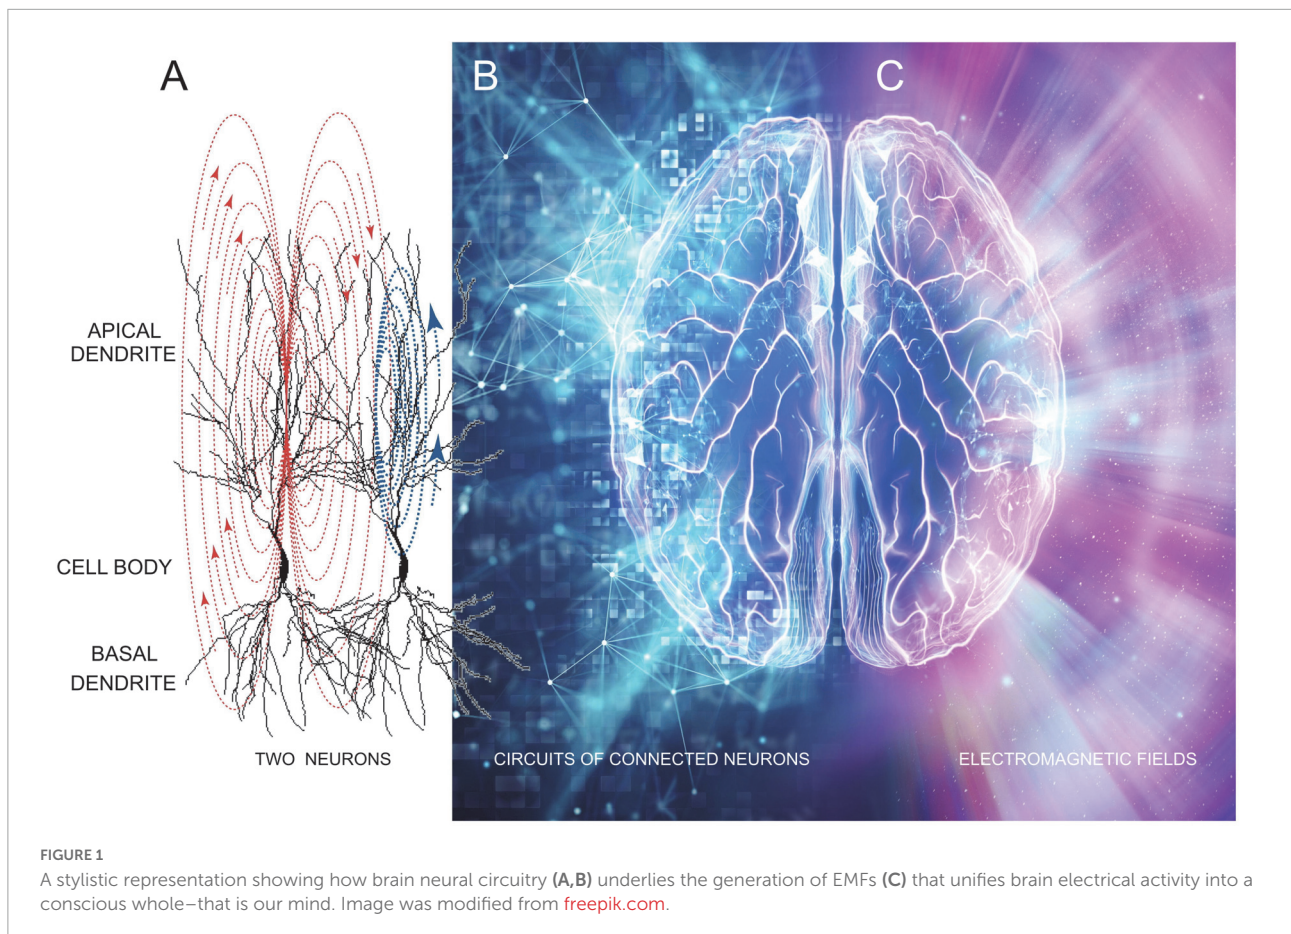 A
B
C
APICAL
DENDRITE
CELL BODY
BASAL
DENDRITE
TWO NEURONS
CIRCUITS OF CONNECTED NEURONS
ELECTROMAGNETIC FIELDS
FIGURE 1
A stylistic representation showing how brain neural circuitry (A,B) underlies the generation of EMFs (C) that unifies brain electrical activity into a
conscious whole–that is our mind. Image was modified from freepik.com.